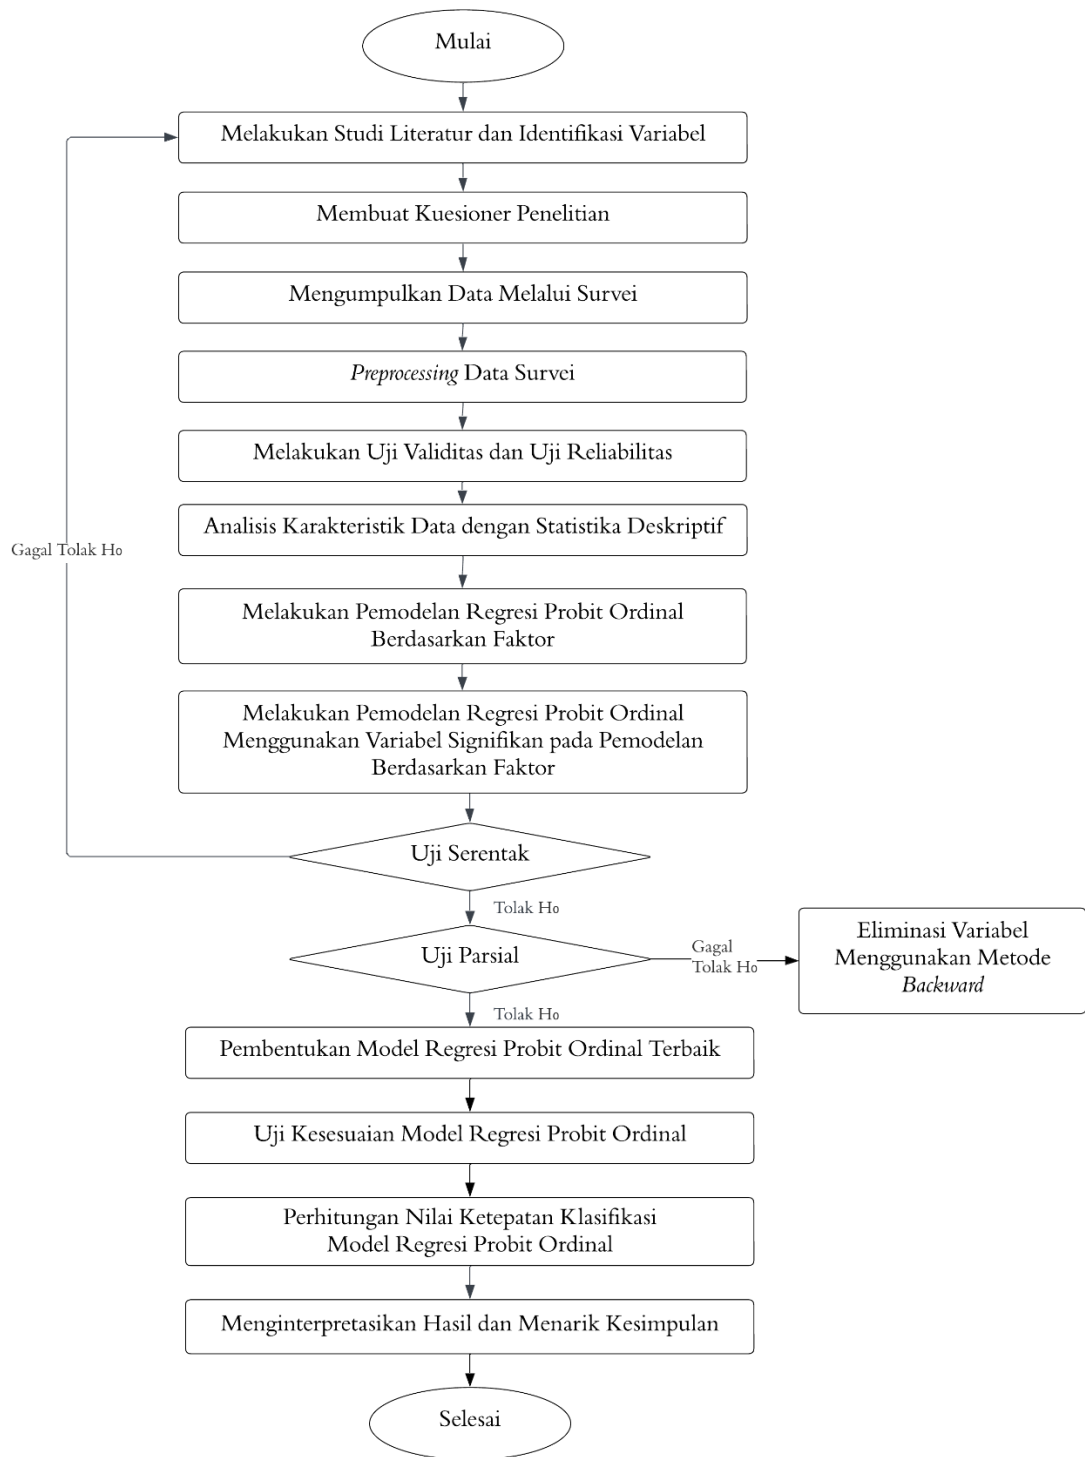 Mulai
Melakukan Studi Literatur dan Identifikasi Variabel
Membuat Kuesioner Penelitian
Mengumpulkan Data Melalui Survei
Preprocessing Data Survei
Melakukan Uji Validitas dan Uji Reliabilitas
Analisis Karakteristik Data dengan Statistika Deskriptif
Gagal Tolak H₀
Melakukan Pemodelan Regresi Probit Ordinal
Berdasarkan Faktor
Melakukan Pemodelan Regresi Probit Ordinal
Menggunakan Variabel Signifikan pada Pemodelan
Berdasarkan Faktor
Uji Serentak
Tolak H₀
Uji Parsial
Gagal
Tolak H₀
Eliminasi Variabel
Menggunakan Metode
Backward
Tolak H₀
Pembentukan Model Regresi Probit Ordinal Terbaik
Uji Kesesuaian Model Regresi Probit Ordinal
Perhitungan Nilai Ketepatan Klasifikasi
Model Regresi Probit Ordinal
Menginterpretasikan Hasil dan Menarik Kesimpulan
Selesai